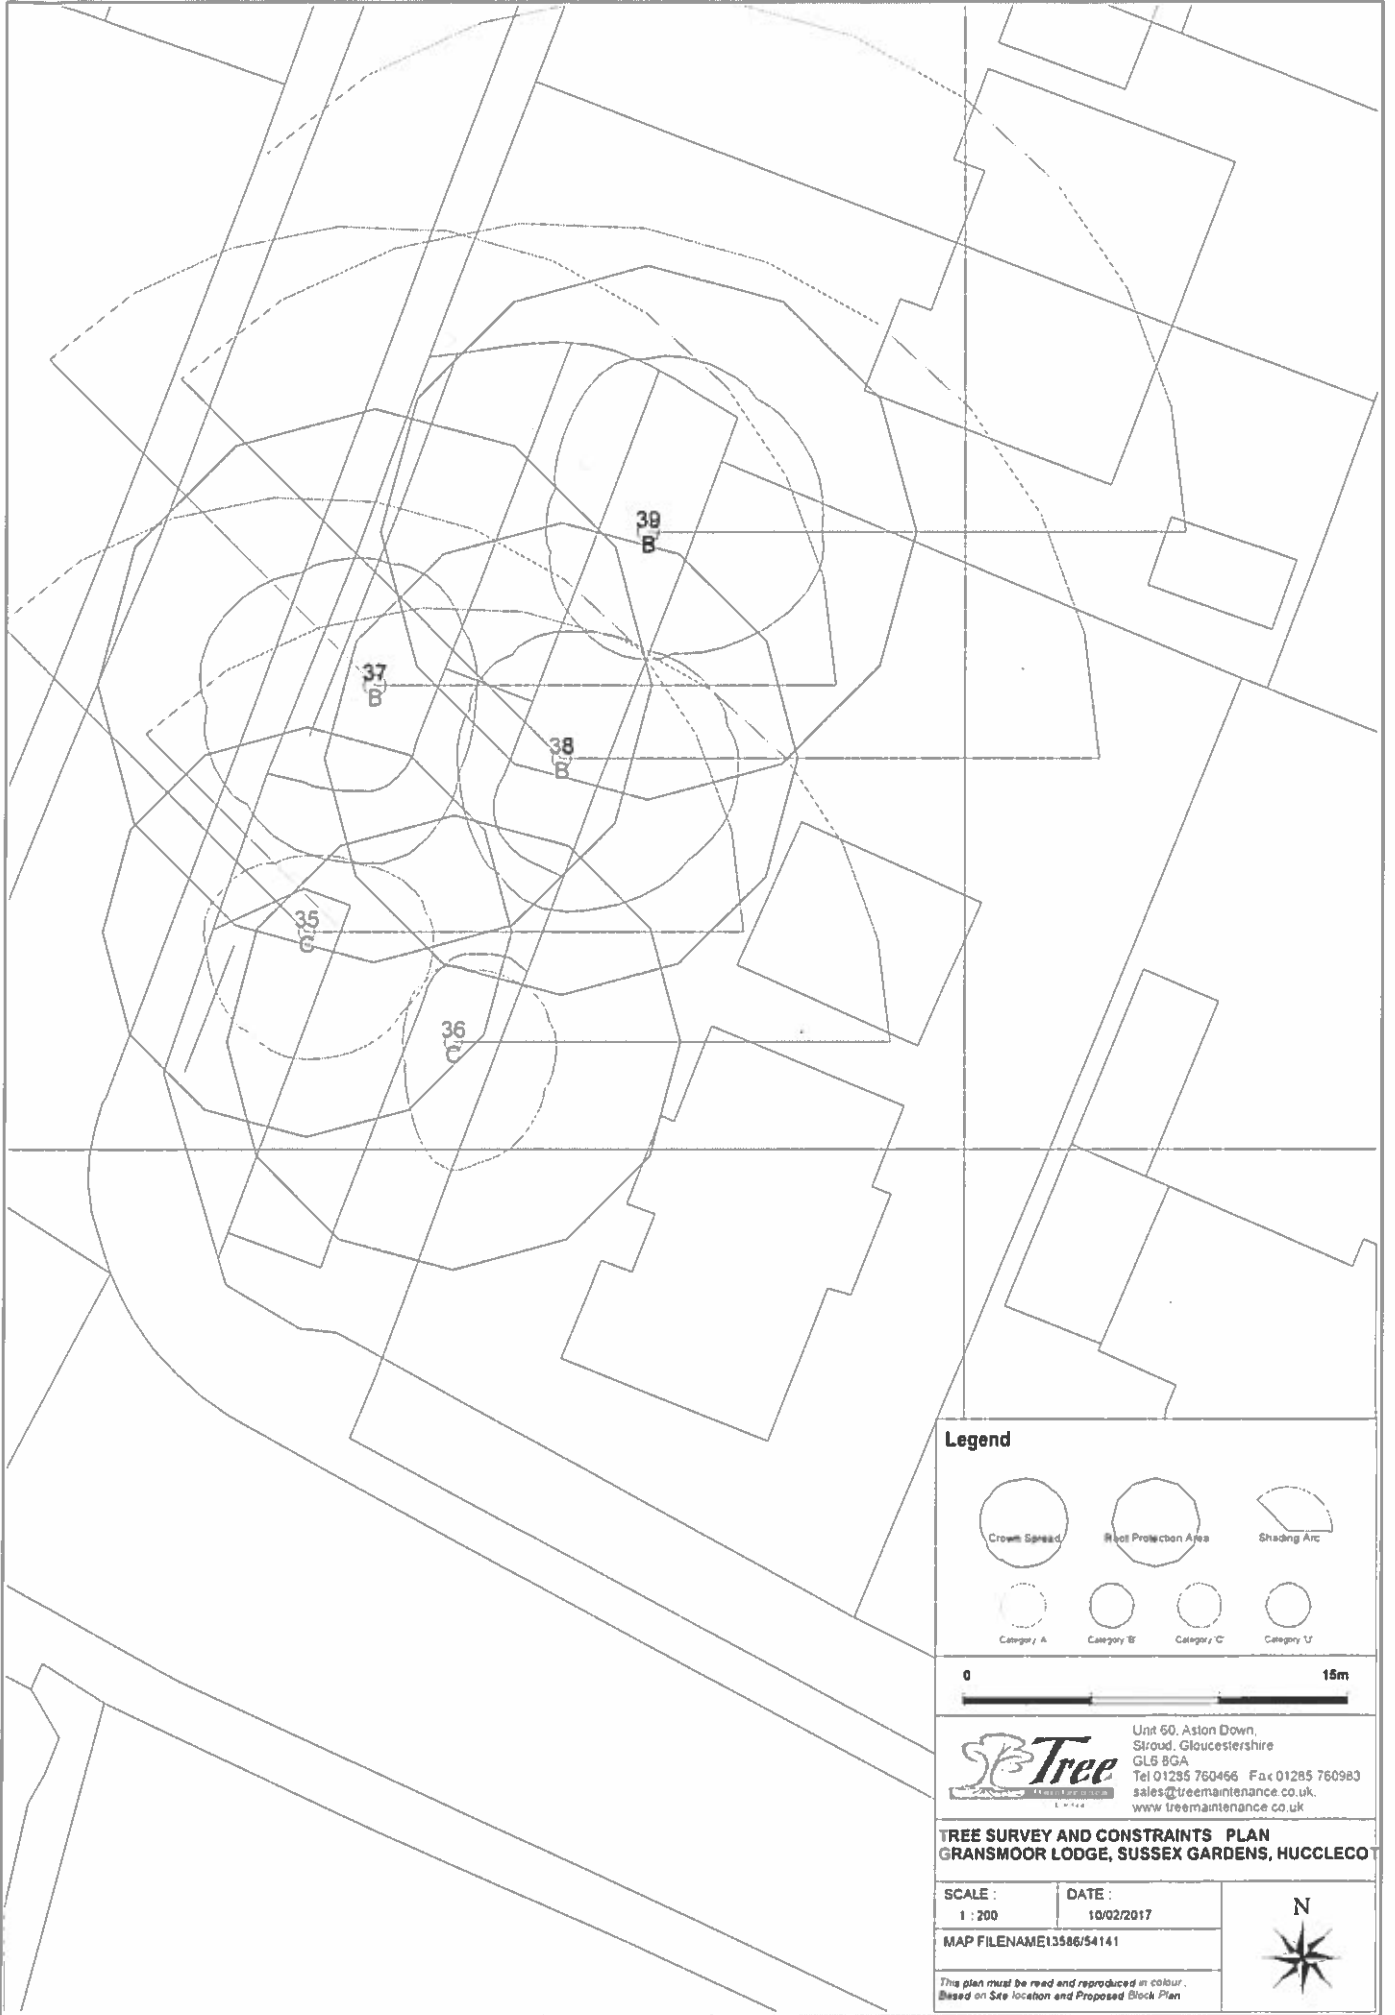 39
B
37
B
38
B
35
C
36
C
Legend
Crown Spread
Root Protection Area
Shading Arc
Category A
Category 'B'
Category 'C'
Category 'U'
0 15m
Tree
Maintenance
Limited
Unit 60, Aston Down,
Stroud, Gloucestershire
GL6 8GA
Tel 01285 760466 Fax 01285 760983
sales@treemaintenance.co.uk.
www treemaintenance co.uk
TREE SURVEY AND CONSTRAINTS PLAN
GRANSMOOR LODGE, SUSSEX GARDENS, HUCCLECOT
SCALE :
1 : 200
DATE :
10/02/2017
MAP FILENAME13586/54141
N
This plan must be read and reproduced in colour.
Based on Site location and Proposed Block Plan